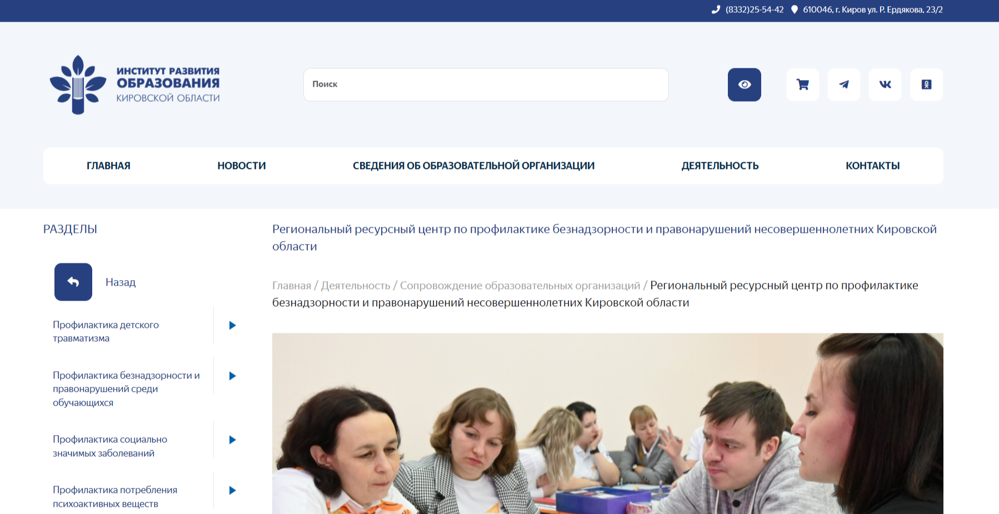 (8332)25-54-42 610046, г. Киров ул. Р. Ердякова, 23/2
ИНСТИТУТ РАЗВИТИЯ
ОБРАЗОВАНИЯ
КИРОВСКОЙ ОБЛАСТИ
Поиск
ГЛАВНАЯ НОВОСТИ СВЕДЕНИЯ ОБ ОБРАЗОВАТЕЛЬНОЙ ОРГАНИЗАЦИИ ДЕЯТЕЛЬНОСТЬ КОНТАКТЫ
РАЗДЕЛЫ
Назад
Профилактика детского
травматизма
Профилактика безнадзорности и
правонарушений среди
обучающихся
Профилактика социально
значимых заболеваний
Профилактика потребления
психоактивных веществ
Региональный ресурсный центр по профилактике безнадзорности и правонарушений несовершеннолетних Кировской
области
Главная / Деятельность / Сопровождение образовательных организаций / Региональный ресурсный центр по профилактике
безнадзорности и правонарушений несовершеннолетних Кировской области